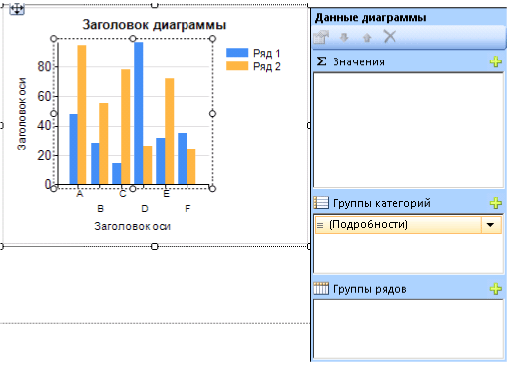 Заголовок диаграммы
Ряд 1
Ряд 2
Заголовок оси
80
60
40
20
0
A
B
C
D
E
F
Заголовок оси
Данные диаграммы
Σ Значения
Группы категорий
(Подробности)
Группы рядов